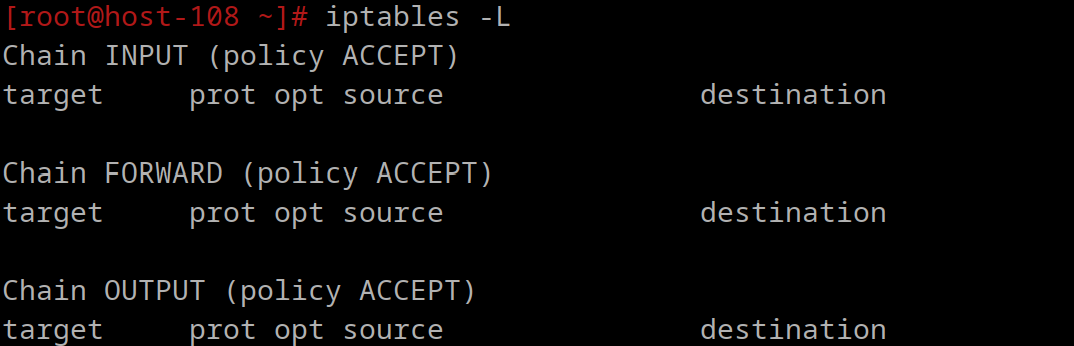 [root@host-108 ~]# iptables -L
Chain INPUT (policy ACCEPT)
target     prot opt source               destination

Chain FORWARD (policy ACCEPT)
target     prot opt source               destination

Chain OUTPUT (policy ACCEPT)
target     prot opt source               destination